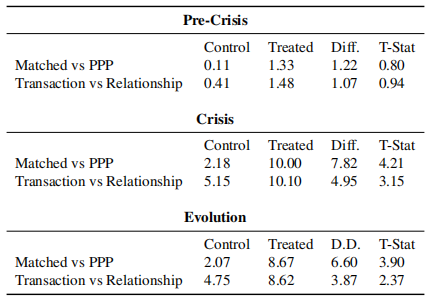 Pre-Crisis
Control Treated Diff. T-Stat
Matched vs PPP 0.11 1.33 1.22 0.80
Transaction vs Relationship 0.41 1.48 1.07 0.94
Crisis
Control Treated Diff. T-Stat
Matched vs PPP 2.18 10.00 7.82 4.21
Transaction vs Relationship 5.15 10.10 4.95 3.15
Evolution
Control Treated D.D. T-Stat
Matched vs PPP 2.07 8.67 6.60 3.90
Transaction vs Relationship 4.75 8.62 3.87 2.37